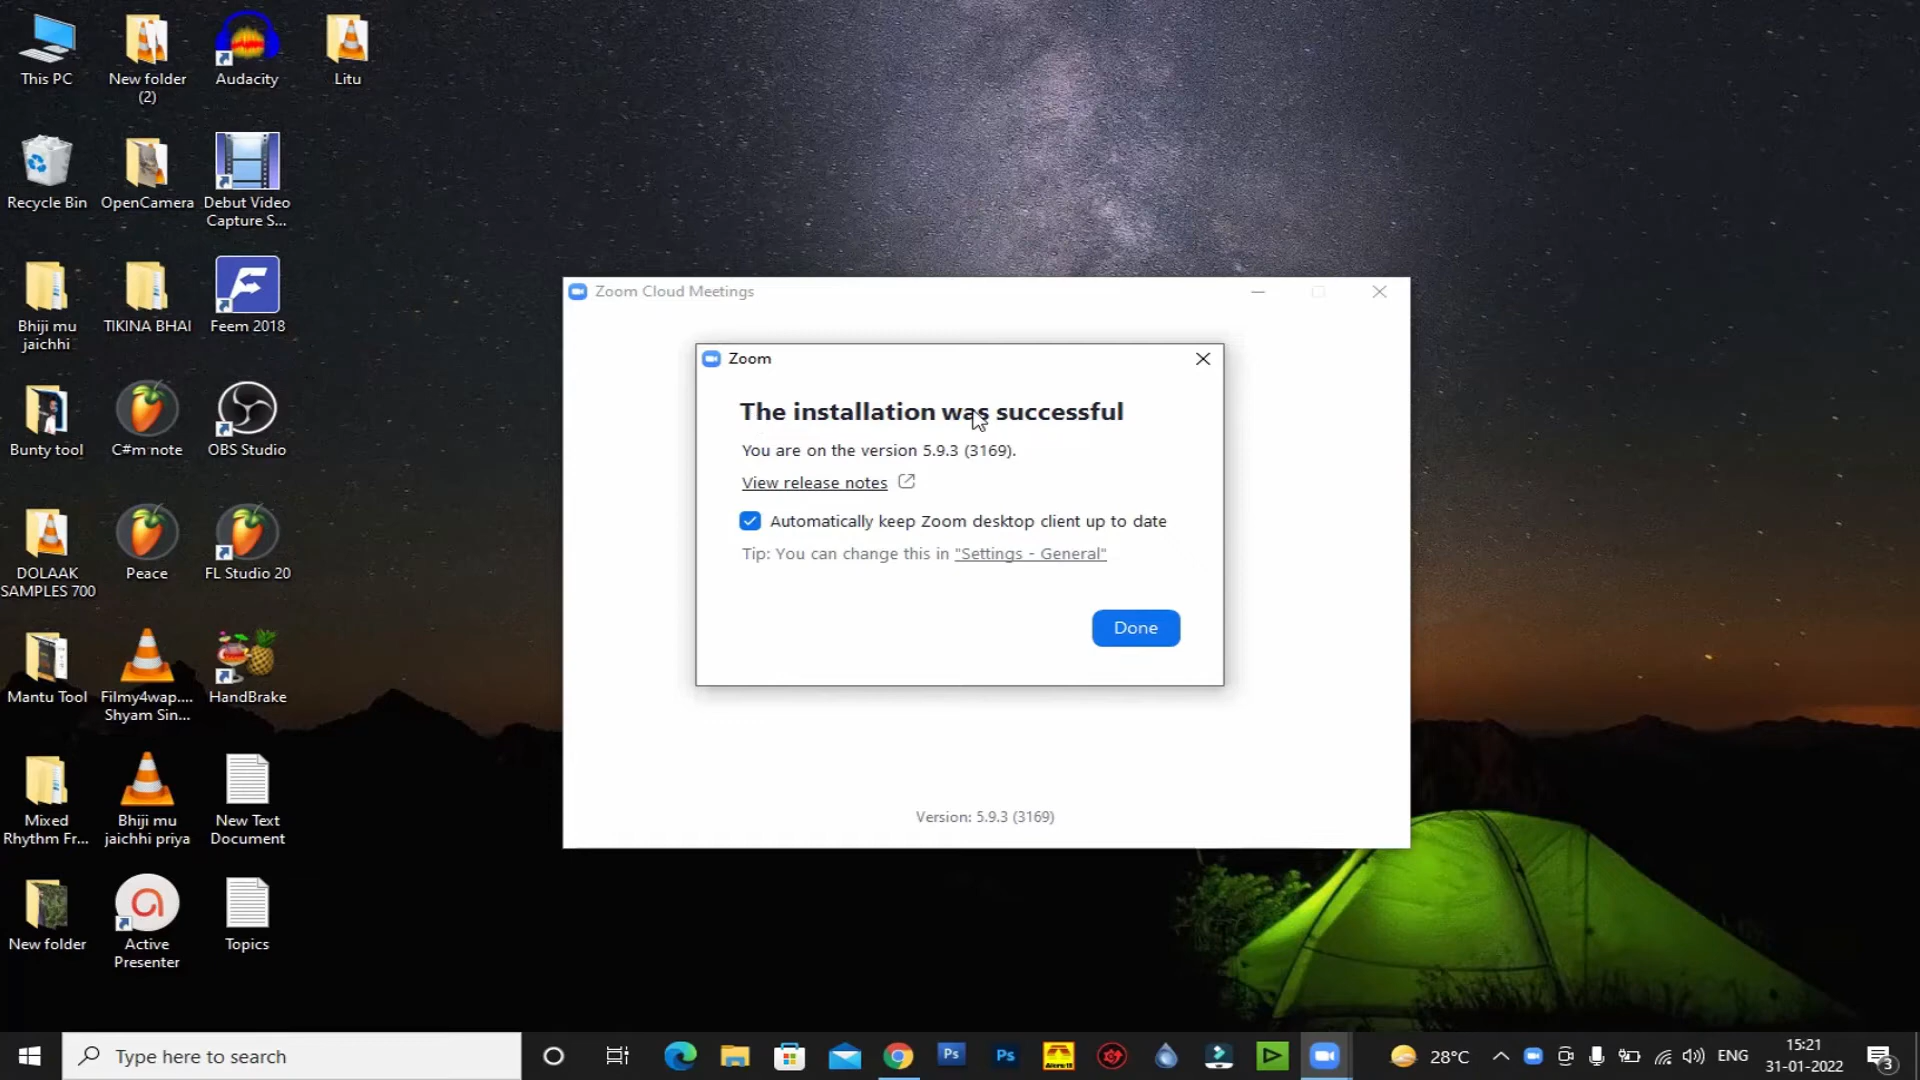 This PC
New folder
(2)
Audacity
Litu
Recycle Bin
OpenCamera
Debut Video
Capture S...
Bhiji mu
jaichhi
TIKINA BHAI
Feem 2018
Bunty tool
C#m note
OBS Studio
DOLAAK
SAMPLES 700
Peace
FL Studio 20
Mantu Tool
Filmy4wap....
Shyam Sin...
HandBrake
Mixed
Rhythm Fr...
Bhiji mu
jaichhi priya
New Text
Document
New folder
Active
Presenter
Topics
Zoom Cloud Meetings
Zoom
The installation was successful
You are on the version 5.9.3 (3169).
View release notes
Automatically keep Zoom desktop client up to date
Tip: You can change this in "Settings - General"
Done
Version: 5.9.3 (3169)
Type here to search
Ps
Ps
28°C
ENG
15:21
31-01-2022
3